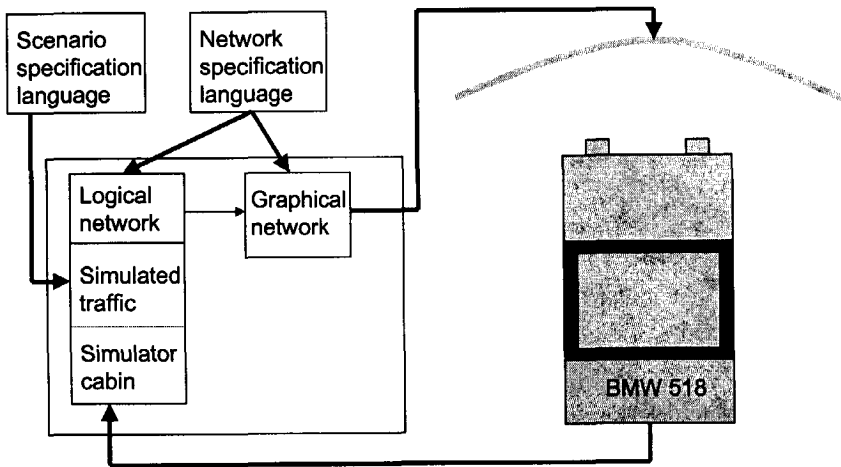 Scenario
specification
language
Network
specification
language
Logical
network
Graphical
network
Simulated
traffic
Simulator
cabin
BMW 518